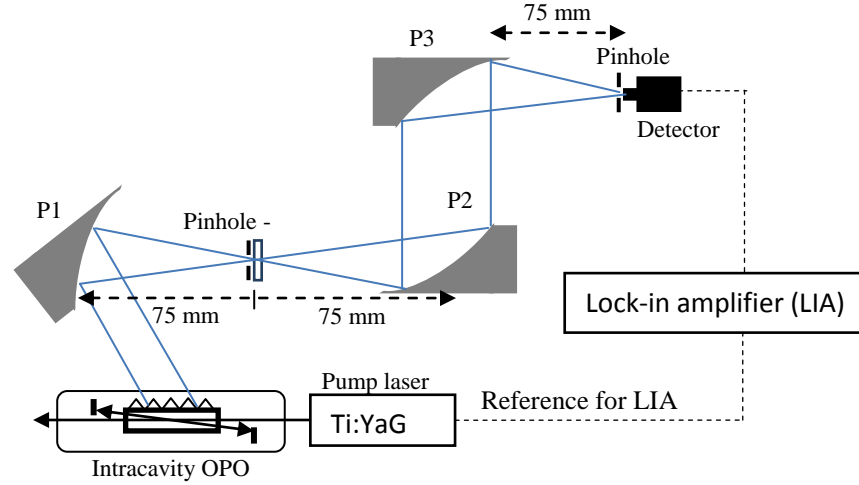 75 mm
P3
Pinhole
Detector
P1
P2
Pinhole -
75 mm
75 mm
Lock-in amplifier (LIA)
Pump laser
Ti:YaG
Reference for LIA
Intracavity OPO